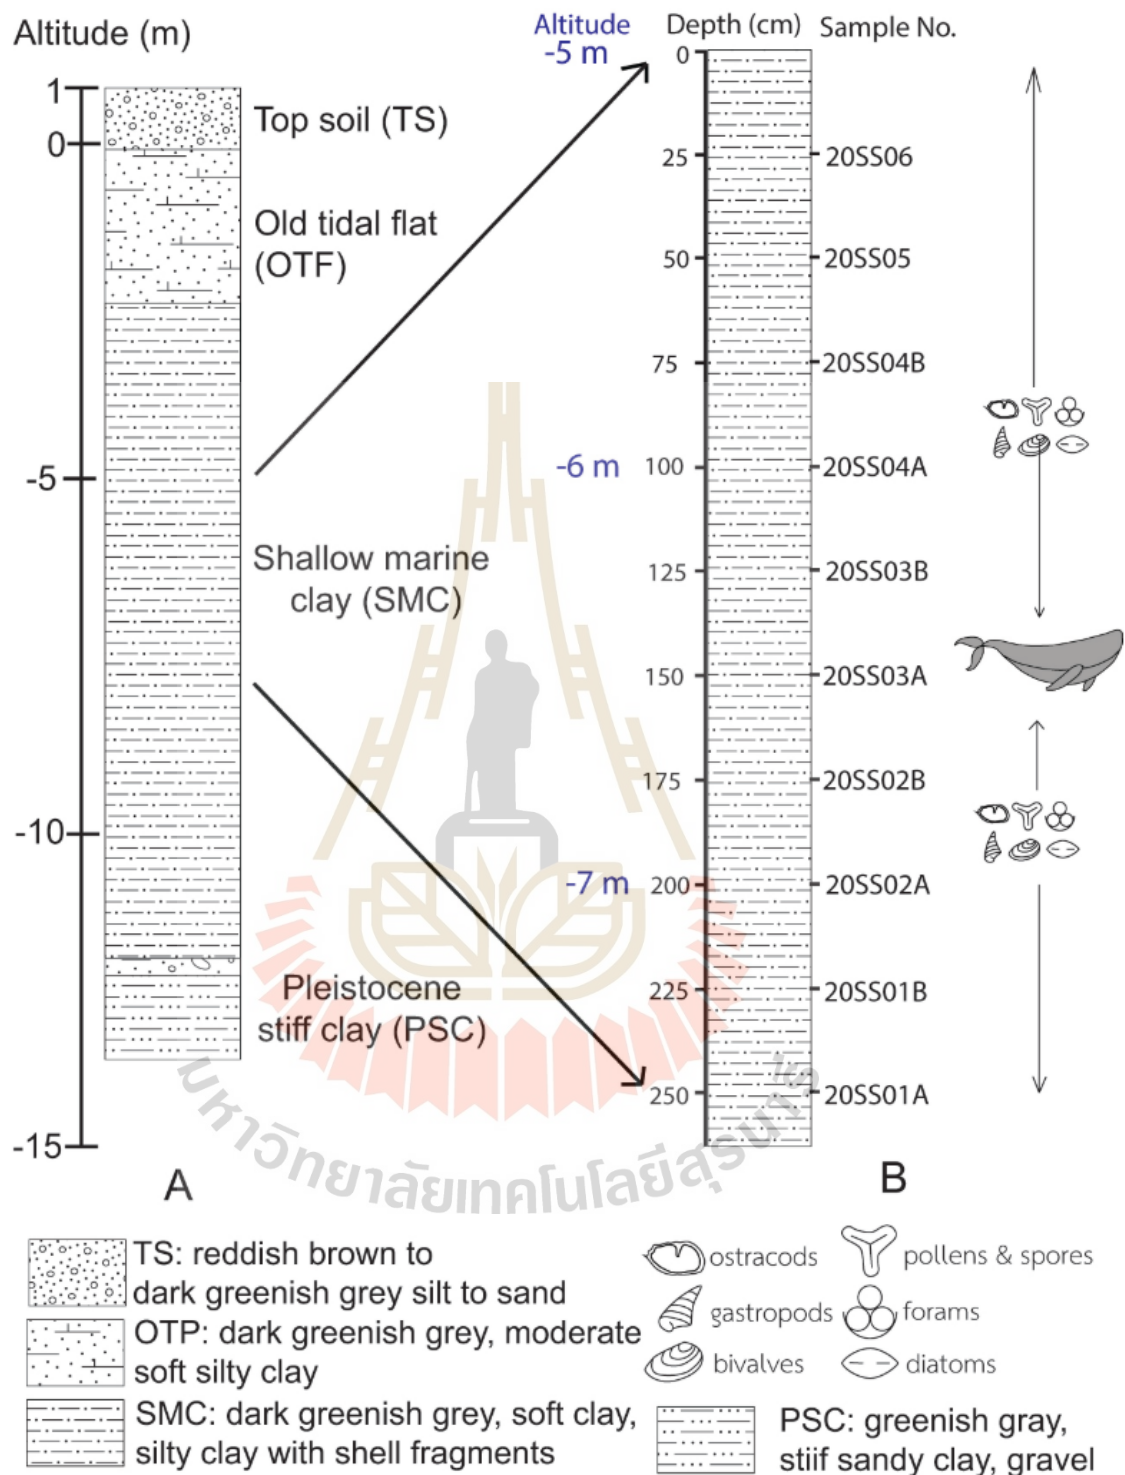 Altitude (m)
1
0
-5
-10
-15
Top soil (TS)
Old tidal flat
(OTF)
Shallow marine
clay (SMC)
Pleistocene
stiff clay (PSC)
A
Altitude
-5 m
-6 m
-7 m
Depth (cm)
0
25
50
75
100
125
150
175
200
225
250
Sample No.
20SS06
20SS05
20SS04B
20SS04A
20SS03B
20SS03A
20SS02B
20SS02A
20SS01B
20SS01A
B
มหาวิทยาลัยเทคโนโลยีสุรนารี
TS: reddish brown to
dark greenish grey silt to sand
OTP: dark greenish grey, moderate
soft silty clay
SMC: dark greenish grey, soft clay,
silty clay with shell fragments
ostracods
pollens & spores
gastropods
forams
bivalves
diatoms
PSC: greenish gray,
stiif sandy clay, gravel